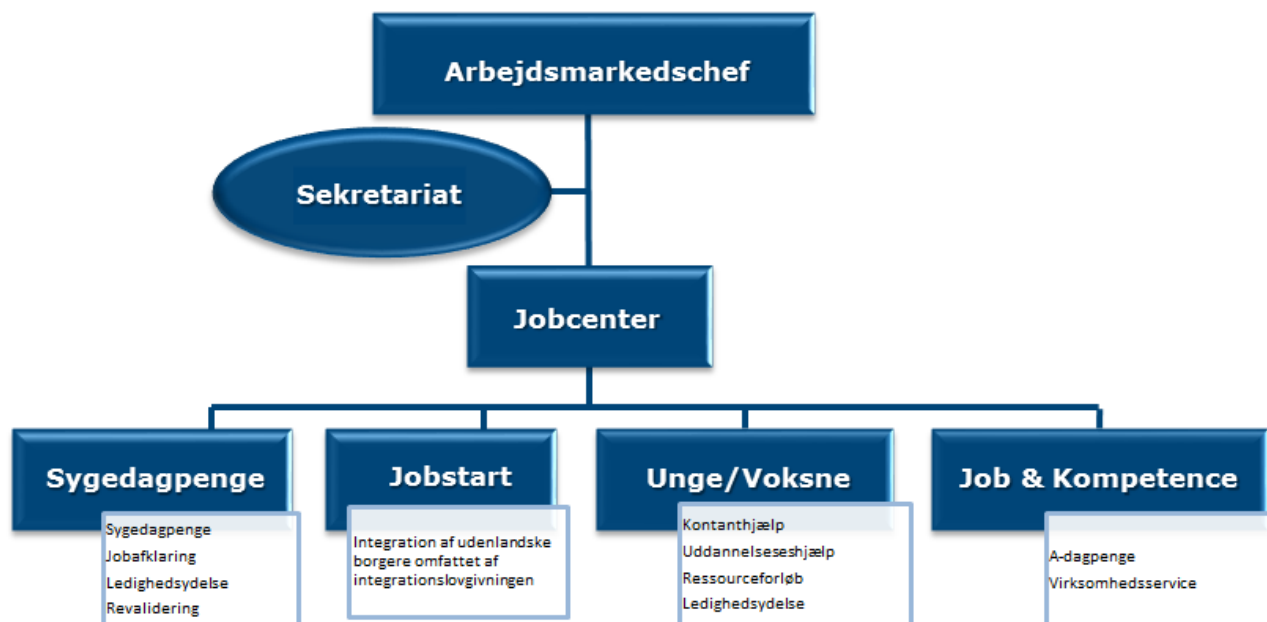 Arbejdsmarkedschef
Sekretariat
Jobcenter
Sygedagpenge
Sygedagpenge
Jobafklaring
Ledighedsydelse
Revalidering
Jobstart
Integration af udenlandske
borgere omfattet af
integrationslovgivningen
Unge/Voksne
Kontanthjælp
Uddannelseseshjælp
Ressourceforløb
Ledighedsydelse
Job & Kompetence
A-dagpenge
Virksomhedsservice